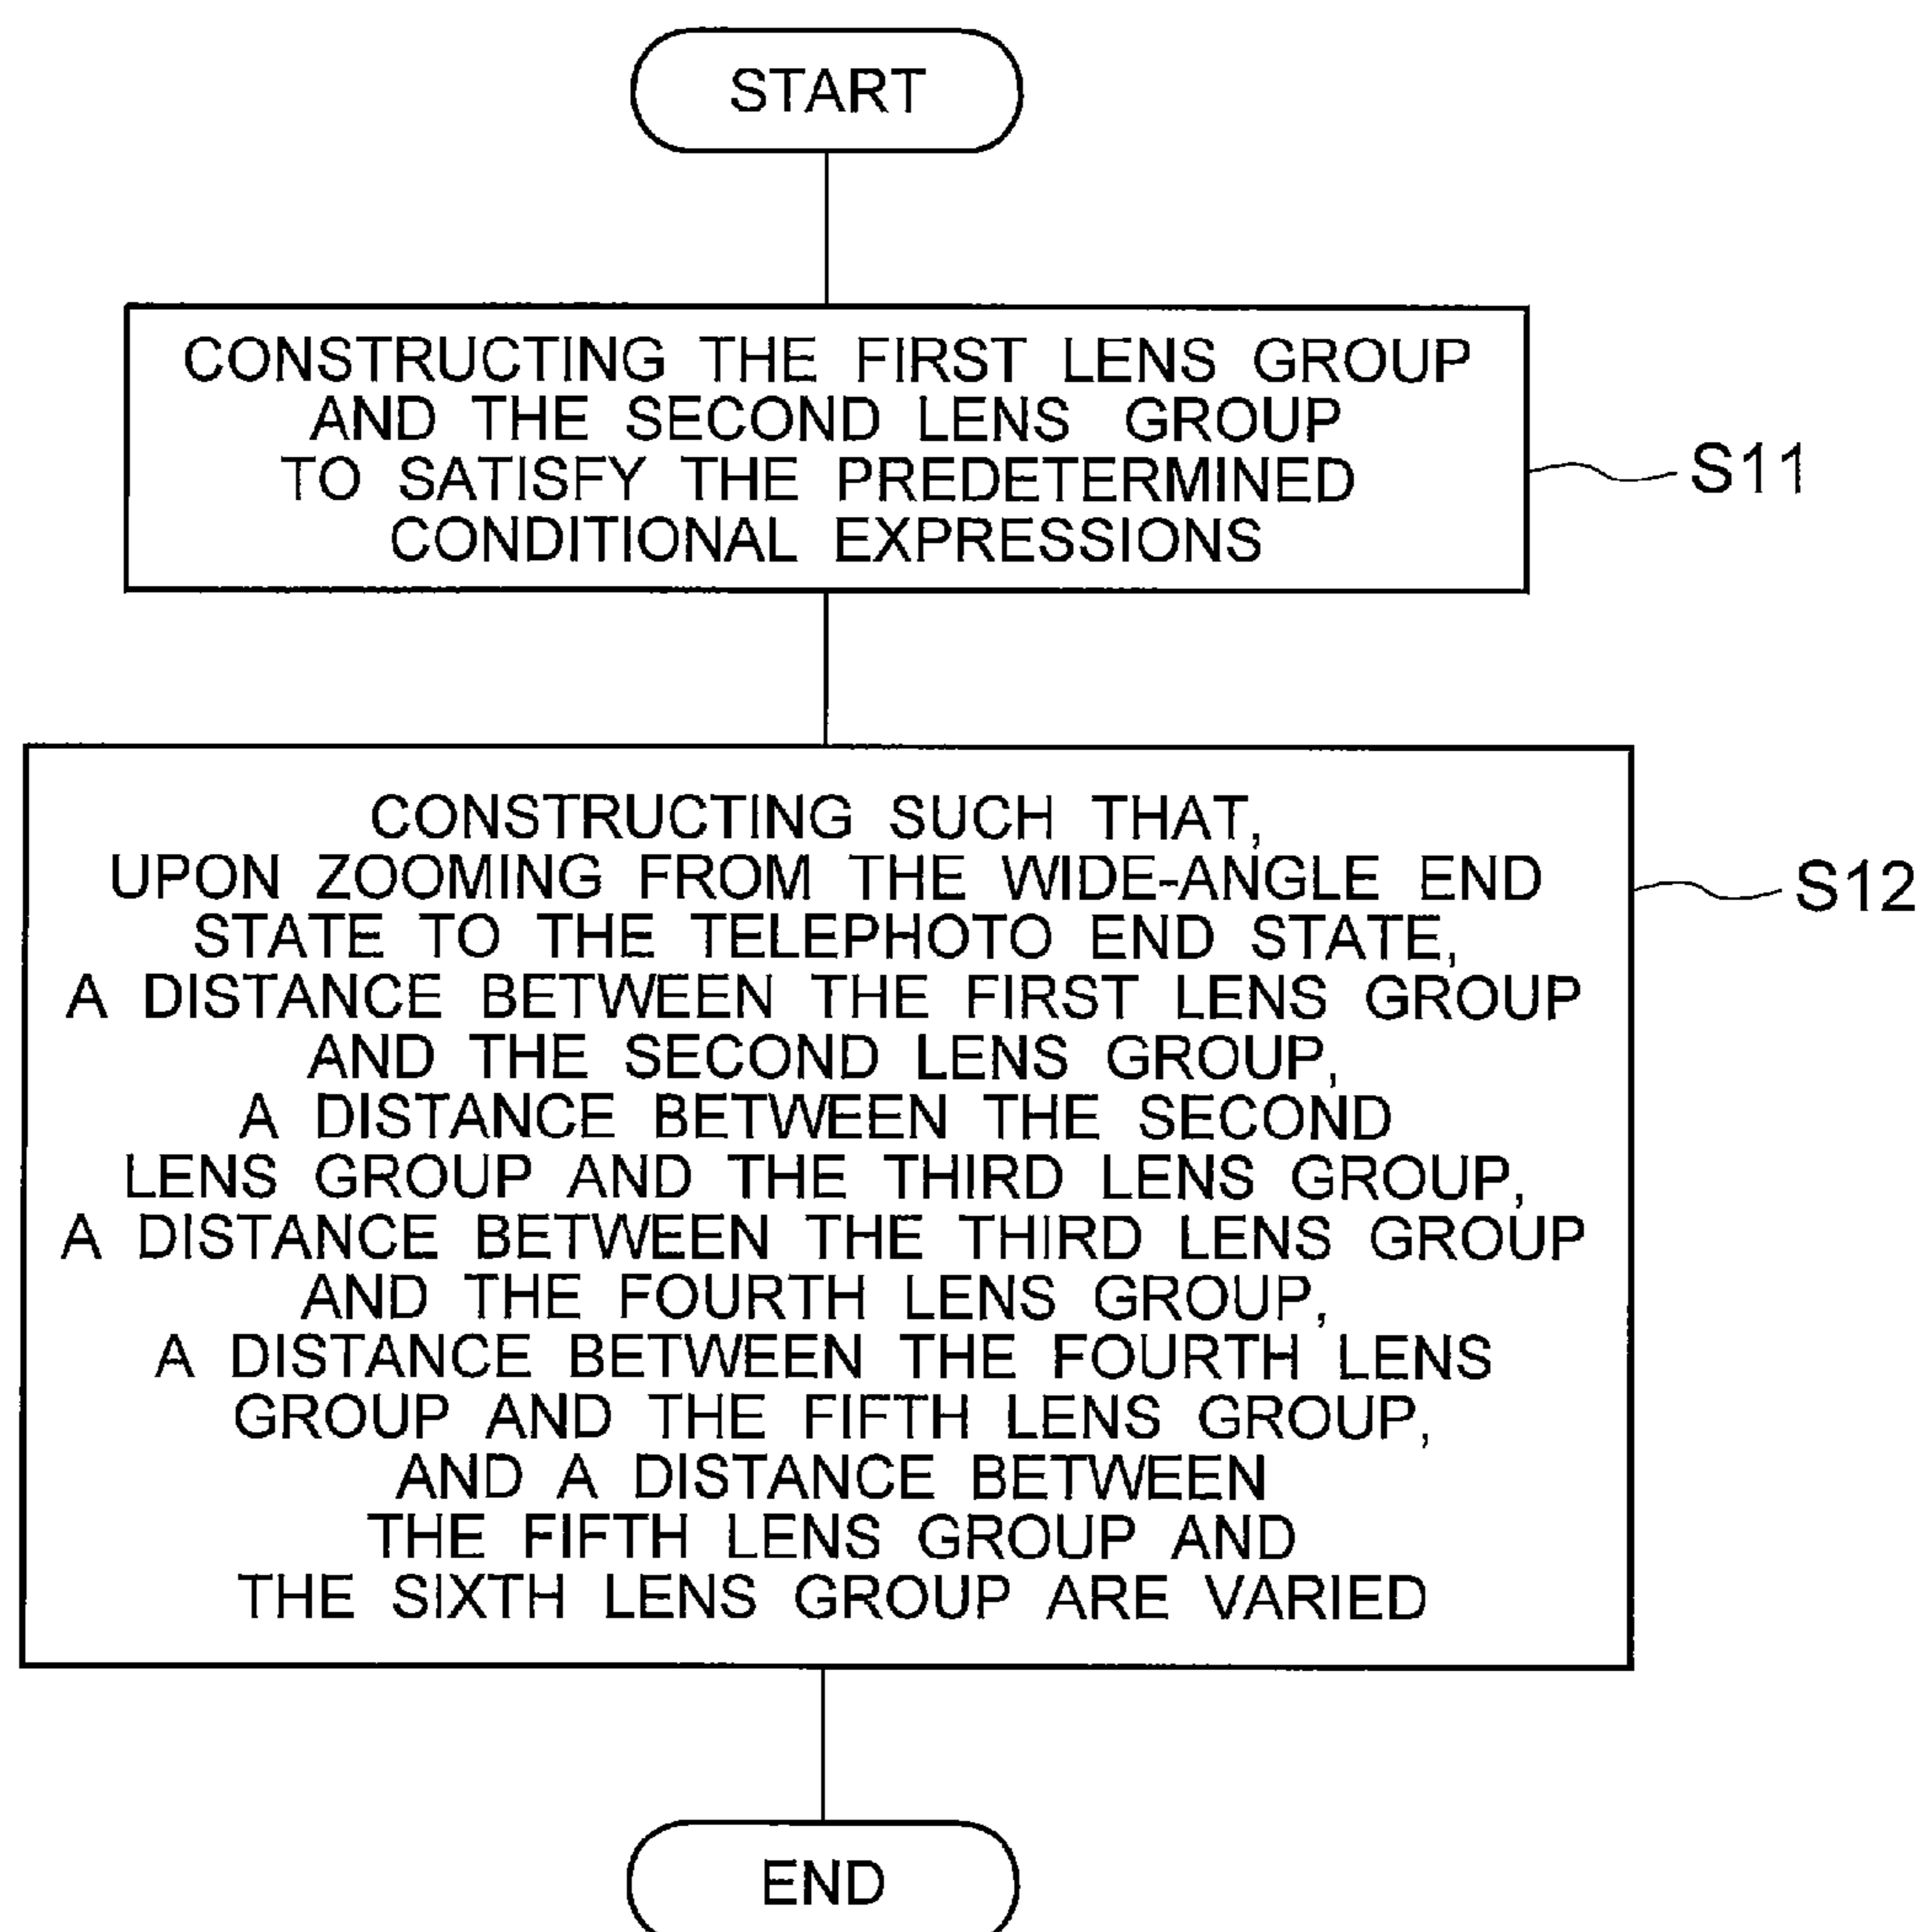 START
CONSTRUCTING THE FIRST LENS GROUP
AND THE SECOND LENS GROUP
TO SATISFY THE PREDETERMINED
CONDITIONAL EXPRESSIONS
S11
CONSTRUCTING SUCH THAT,
UPON ZOOMING FROM THE WIDE-ANGLE END
STATE TO THE TELEPHOTO END STATE,
A DISTANCE BETWEEN THE FIRST LENS GROUP
AND THE SECOND LENS GROUP,
A DISTANCE BETWEEN THE SECOND
LENS GROUP AND THE THIRD LENS GROUP,
A DISTANCE BETWEEN THE THIRD LENS GROUP
AND THE FOURTH LENS GROUP,
A DISTANCE BETWEEN THE FOURTH LENS
GROUP AND THE FIFTH LENS GROUP,
AND A DISTANCE BETWEEN
THE FIFTH LENS GROUP AND
THE SIXTH LENS GROUP ARE VARIED
S12
END